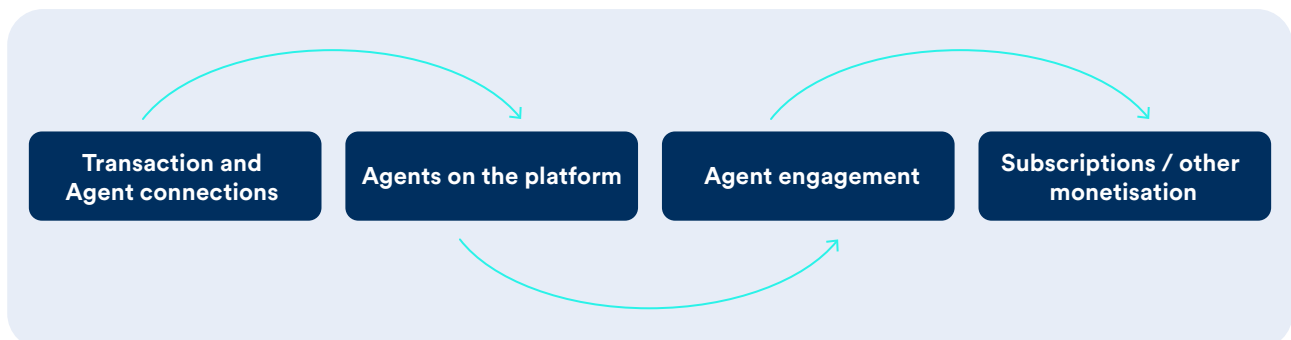 Transaction and
Agent connections
Agents on the platform
Agent engagement
Subscriptions / other
monetisation